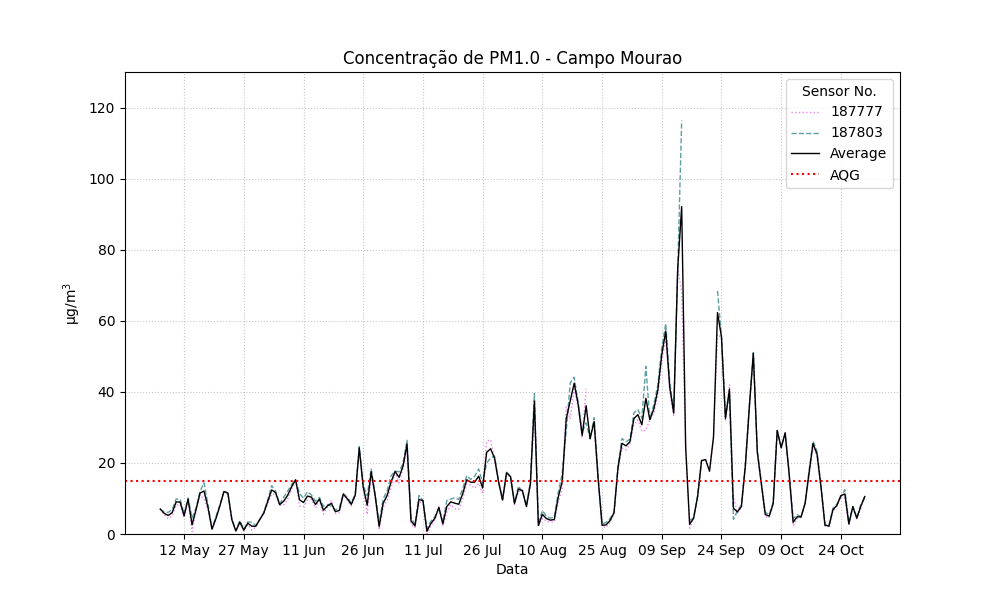 Concentração de PM1.0 - Campo Mourao
Sensor No.
187777
187803
Average
AQG
120
100
80
60
40
20
0
µg/m³
12 May 27 May 11 Jun 26 Jun 11 Jul 26 Jul 10 Aug 25 Aug 09 Sep 24 Sep 09 Oct 24 Oct
Data